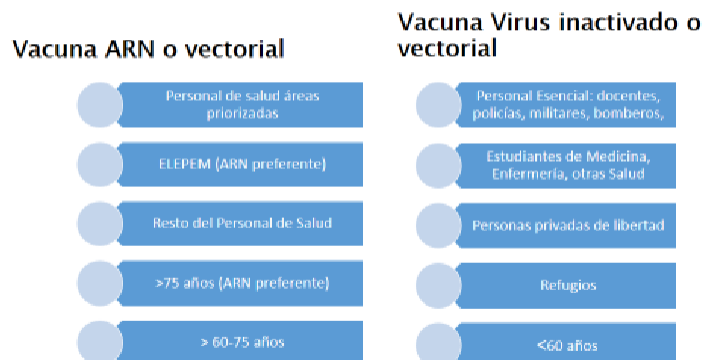 Vacuna ARN o vectorial
Personal de salud áreas
priorizadas
ELEPEM (ARN preferente)
Resto del Personal de Salud
>75 años (ARN preferente)
> 60-75 años
Vacuna Virus inactivado o
vectorial
Personal Esencial: docentes,
policías, militares, bomberos,
Estudiantes de Medicina,
Enfermería, otras Salud
Personas privadas de libertad
Refugios
<60 años